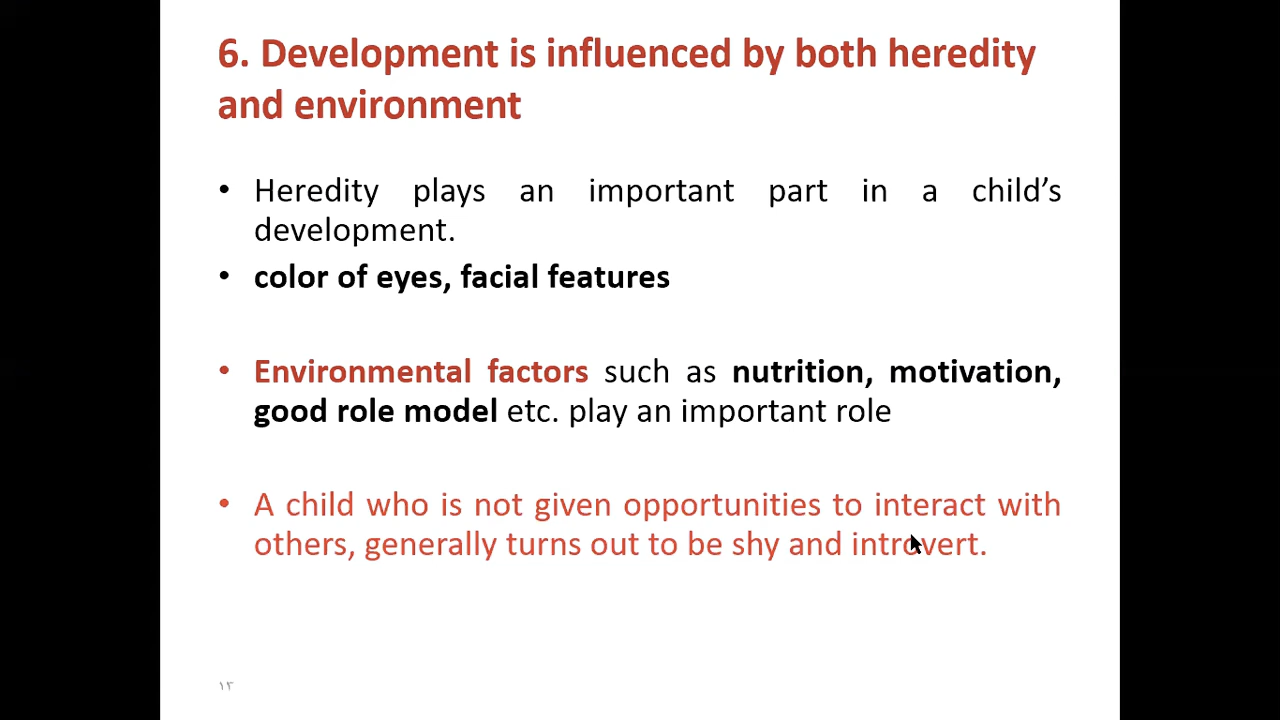 6. Development is influenced by both heredity
and environment
• Heredity plays an important part in a child’s
development.
• color of eyes, facial features
• Environmental factors such as nutrition, motivation,
good role model etc. play an important role
• A child who is not given opportunities to interact with
others, generally turns out to be shy and introvert.
١٣